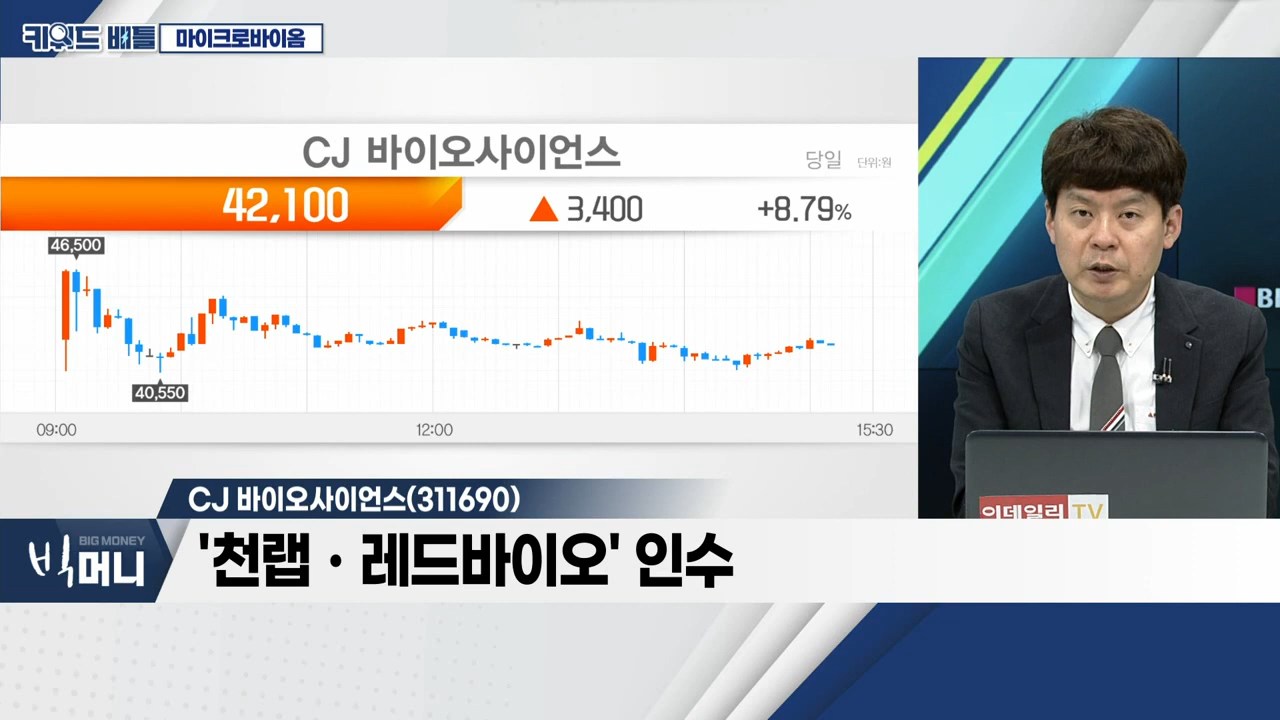 키워드 배틀 마이크로바이옴
CJ 바이오사이언스
당일 단위:원
42,100 ▲ 3,400 +8.79%
46,500
40,550
09:00 12:00 15:30
CJ 바이오사이언스(311690)
BIG MONEY
빅머니
'천랩·레드바이오' 인수
이데일리 TV